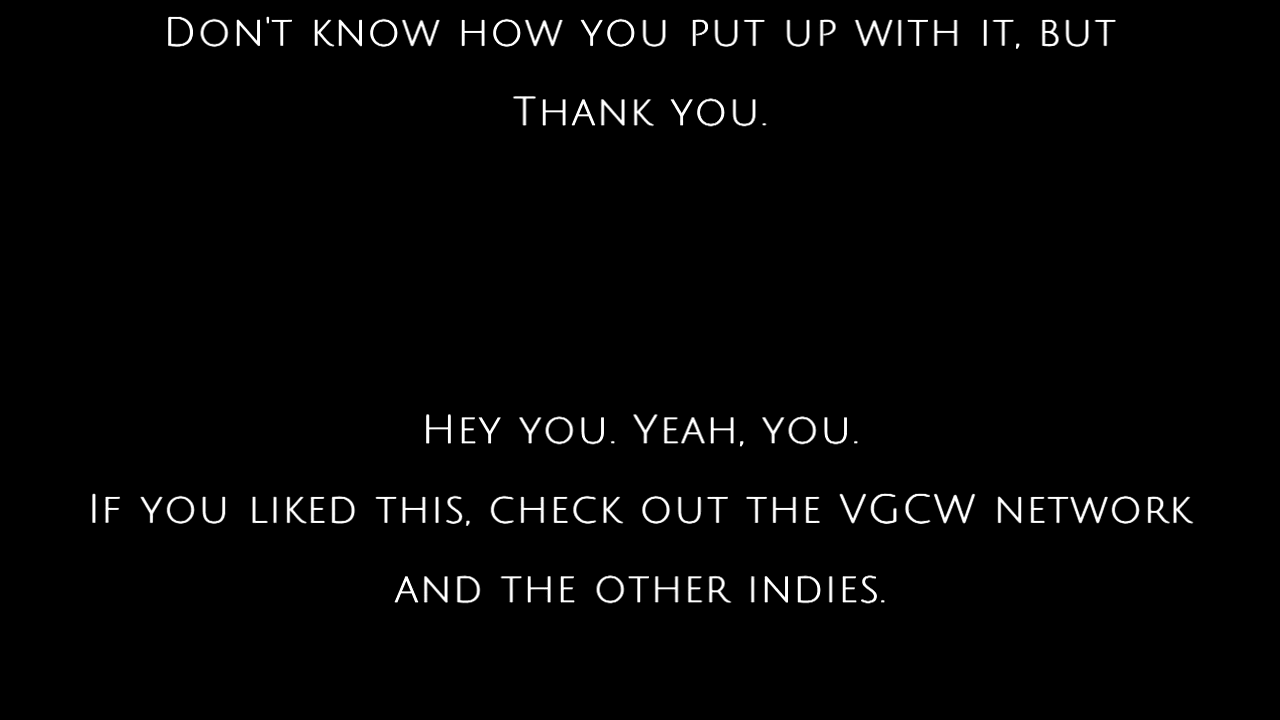 Don't know how you put up with it, but
Thank you.
Hey you. Yeah, you.
If you liked this, check out the VGCW network
and the other indies.